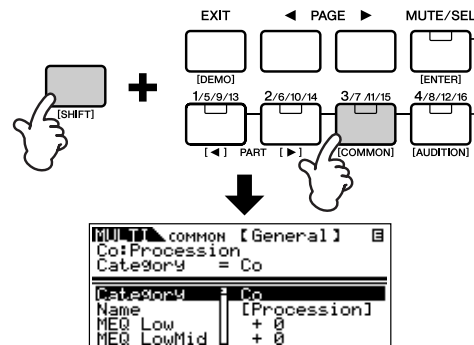 EXIT ◄ PAGE ► MUTE/SEL
[DEMO] [ENTER]
[SHIFT]
1/5/9/13 2/6/10/14 3/7/11/15 4/8/12/16
[◄] PART [►] [COMMON] [AUDITION]
MULTI COMMON 【General】 E
Co:Procession
Category = Co
Category Co
Name [Procession]
MEQ Low + 0
MEQ LowMid + 0